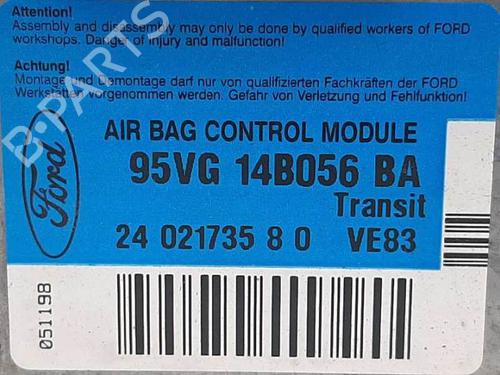 Attention!
Assembly and disassembly may only be done by qualified workers of FORD
workshops. Danger of injury and malfunction!
Achtung!
Montage und Demontage darf nur von qualifizierten Fachkräften der FORD
Werkstätten vorgenommen werden. Gefahr von Verletzung und Fehlfunktion!
Ford
AIR BAG CONTROL MODULE
95VG 14B056 BA
Transit
24 021735 8 0 VE83
051198
B-PARTS